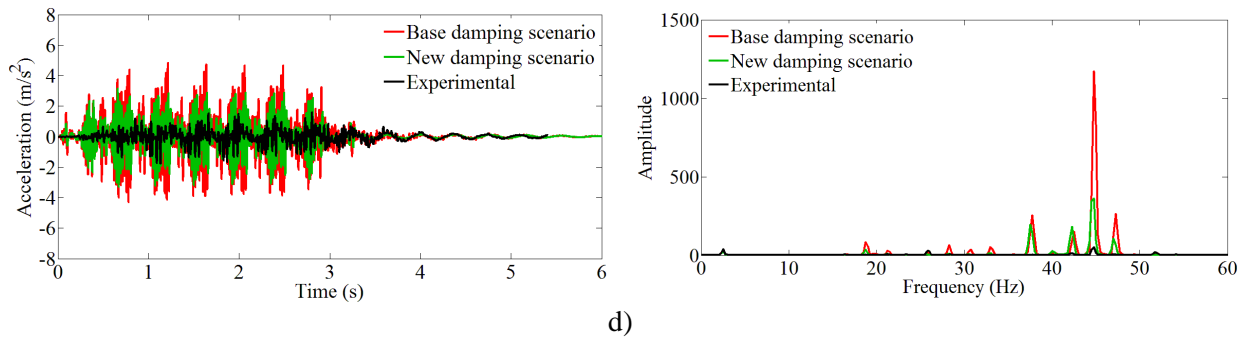 8
6
4
2
0
-2
-4
-6
-8
Acceleration (m/s²)
0 1 2 3 4 5 6
Time (s)
Base damping scenario
New damping scenario
Experimental
1500
1000
500
0
Amplitude
0 10 20 30 40 50 60
Frequency (Hz)
Base damping scenario
New damping scenario
Experimental
d)